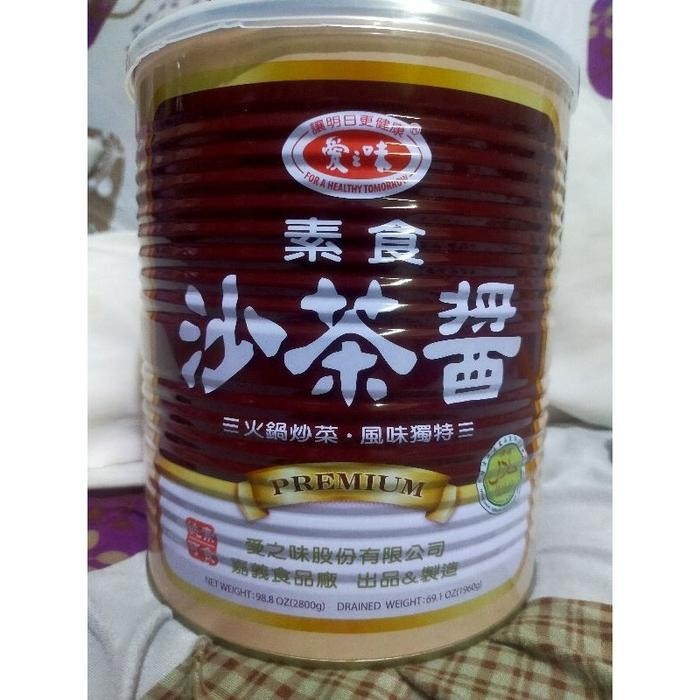 讓明日更健康
愛之味
FOR A HEALTHY TOMORROW
素食
沙茶醬
火鍋炒菜・風味獨特
PREMIUM
愛之味股份有限公司
嘉義食品廠 出品&製造
NET WEIGHT:98.8 OZ(2800g) DRAINED WEIGHT:69.1 OZ(1960g)